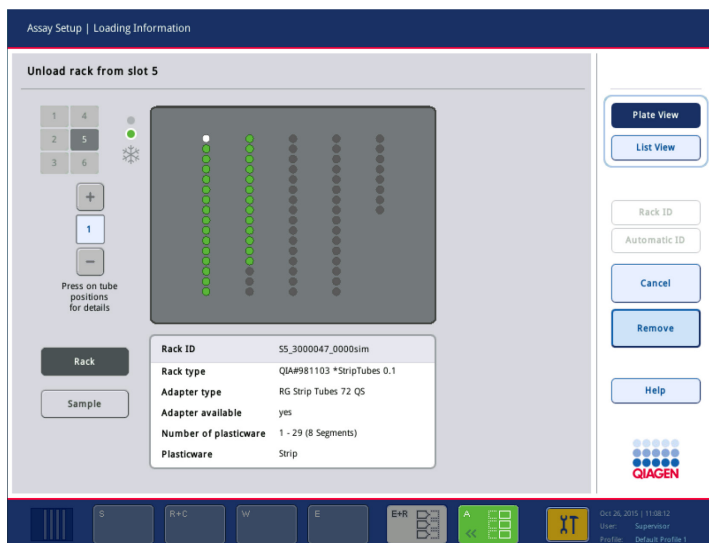 Assay Setup | Loading Information
Unload rack from slot 5
1 4
2 5
3 6
+
1
−
Press on tube
positions
for details
Rack
Sample
Rack ID S5_3000047_0000sim
Rack type QIA#981103 *StripTubes 0.1
Adapter type RG Strip Tubes 72 QS
Adapter available yes
Number of plasticware 1 - 29 (8 Segments)
Plasticware Strip
Plate View
List View
Rack ID
Automatic ID
Cancel
Remove
Help
QIAGEN
S
R+C
W
E
E+R
A
Oct 26, 2015 | 11:08:12
User: Supervisor
Profile: Default Profile 1